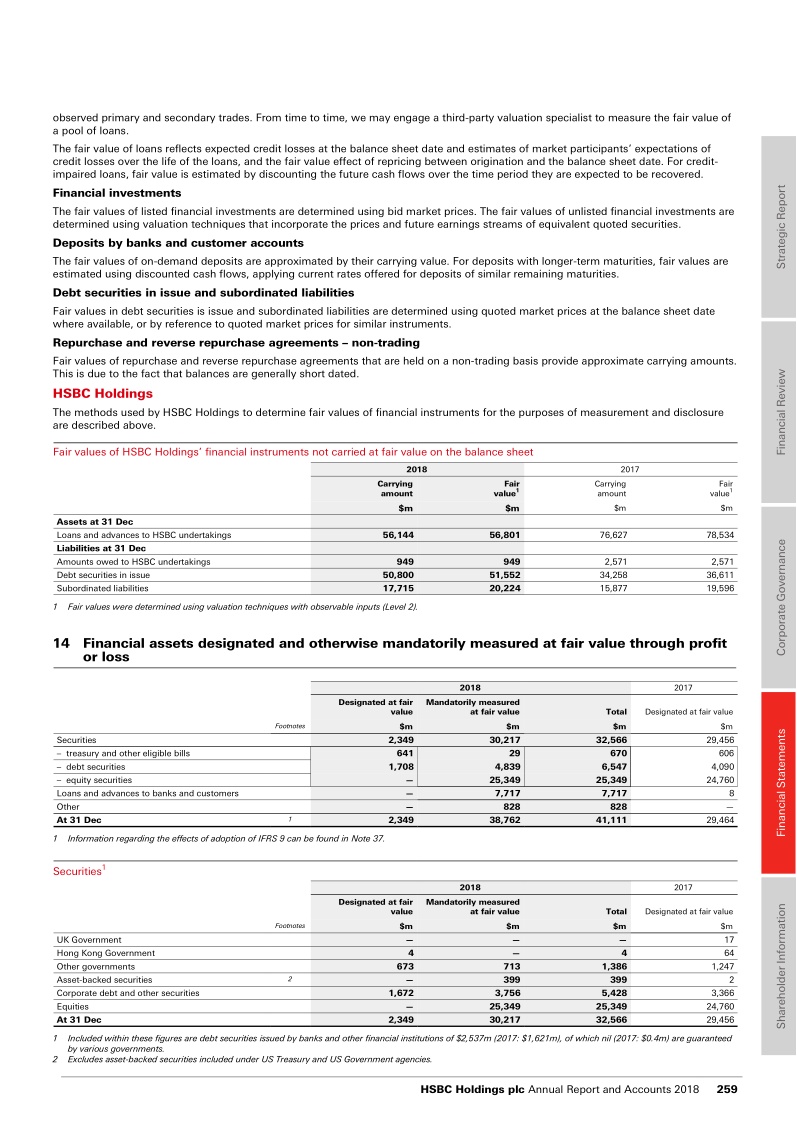 observed primary and secondary trades. From time to time, we may engage a third-party valuation specialist to measure the fair value of
a pool of loans.
The fair value of loans reflects expected credit losses at the balance sheet date and estimates of market participants' expectations of
credit losses over the life of the loans, and the fair value effect of repricing between origination and the balance sheet date. For credit-
impaired loans, fair value is estimated by discounting the future cash flows over the time period they are expected to be recovered.
Financial investments
The fair values of listed financial investments are determined using bid market prices. The fair values of unlisted financial investments are
determined using valuation techniques that incorporate the prices and future earnings streams of equivalent quoted securities.
Deposits by banks and customer accounts
The fair values of on-demand deposits are approximated by their carrying value. For deposits with longer-term maturities, fair values are
estimated using discounted cash flows, applying current rates offered for deposits of similar remaining maturities.
Debt securities in issue and subordinated liabilities
Fair values in debt securities is issue and subordinated liabilities are determined using quoted market prices at the balance sheet date
where available, or by reference to quoted market prices for similar instruments.
Repurchase and reverse repurchase agreements – non-trading
Fair values of repurchase and reverse repurchase agreements that are held on a non-trading basis provide approximate carrying amounts.
This is due to the fact that balances are generally short dated.
HSBC Holdings
The methods used by HSBC Holdings to determine fair values of financial instruments for the purposes of measurement and disclosure
are described above.
Fair values of HSBC Holdings' financial instruments not carried at fair value on the balance sheet
2018 2017
Carrying amount Fair value1 Carrying amount Fair value1
$m $m $m $m
Assets at 31 Dec
Loans and advances to HSBC undertakings 56,144 56,801 76,627 78,534
Liabilities at 31 Dec
Amounts owed to HSBC undertakings 949 949 2,571 2,571
Debt securities in issue 50,800 51,552 34,258 36,611
Subordinated liabilities 17,715 20,224 15,877 19,596
1 Fair values were determined using valuation techniques with observable inputs (Level 2).
14 Financial assets designated and otherwise mandatorily measured at fair value through profit
or loss
2018 2017
Designated at fair value Mandatorily measured at fair value Total Designated at fair value
Footnotes $m $m $m $m
Securities 2,349 30,217 32,566 29,456
– treasury and other eligible bills 641 29 670 606
– debt securities 1,708 4,839 6,547 4,090
– equity securities — 25,349 25,349 24,760
Loans and advances to banks and customers — 7,717 7,717 8
Other — 828 828 —
At 31 Dec 1 2,349 38,762 41,111 29,464
1 Information regarding the effects of adoption of IFRS 9 can be found in Note 37.
Securities1
2018 2017
Designated at fair value Mandatorily measured at fair value Total Designated at fair value
Footnotes $m $m $m $m
UK Government — — — 17
Hong Kong Government 4 — 4 64
Other governments 673 713 1,386 1,247
Asset-backed securities 2 — 399 399 2
Corporate debt and other securities 1,672 3,756 5,428 3,366
Equities — 25,349 25,349 24,760
At 31 Dec 2,349 30,217 32,566 29,456
1 Included within these figures are debt securities issued by banks and other financial institutions of $2,537m (2017: $1,621m), of which nil (2017: $0.4m) are guaranteed
by various governments.
2 Excludes asset-backed securities included under US Treasury and US Government agencies.
HSBC Holdings plc Annual Report and Accounts 2018 259
Strategic Report
Financial Review
Corporate Governance
Financial Statements
Shareholder Information